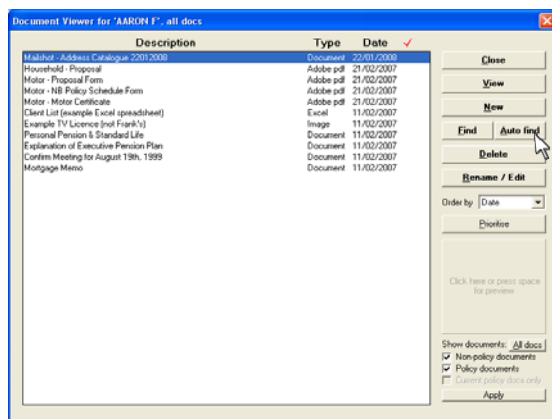 Document Viewer for 'AARON F', all docs
Description Type Date
Mailshot - Address Catalogue 22012008 Document 22/01/2008
Household - Proposal Adobe pdf 21/02/2007
Motor - Proposal Form Adobe pdf 21/02/2007
Motor - NB Policy Schedule Form Adobe pdf 21/02/2007
Motor - Motor Certificate Adobe pdf 21/02/2007
Client List (example Excel spreadsheet) Excel 11/02/2007
Example TV Licence (not Frank's) Image 11/02/2007
Personal Pension & Standard Life Document 11/02/2007
Explanation of Executive Pension Plan Document 11/02/2007
Confirm Meeting for August 19th, 1999 Document 11/02/2007
Mortgage Memo Document 11/02/2007
Close
View
New
Find Auto find
Delete
Rename / Edit
Order by Date
Prioritise
Click here or press space
for preview
Show documents: All docs
Non-policy documents
Policy documents
Current policy docs only
Apply